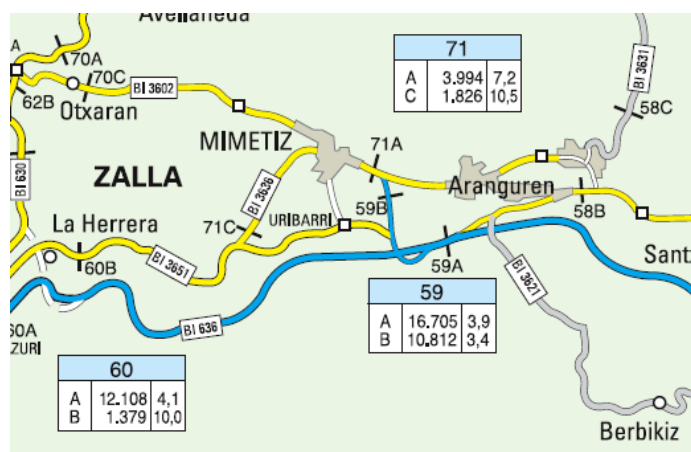 Avellaneda
A
70A
70C
BI 3602
62B
Otxaran
MIMETIZ
71
A 3.994 7,2
C 1.826 10,5
BI 3631
58C
71A
ZALLA
BI 630
BI 3636
Aranguren
59B
58B
La Herrera
71C
URIBARRI
60B
BI 3651
59A
Sant
59
A 16.705 3,9
B 10.812 3,4
BI 3621
60A
ZURI
BI 636
60
A 12.108 4,1
B 1.379 10,0
Berbikiz